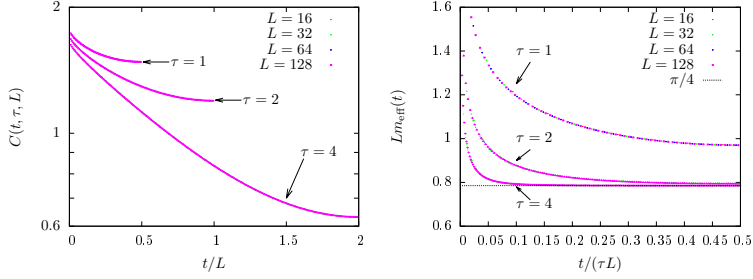 2
1
0.6
0
0.5
1
1.5
2
C(t, τ, L)
t/L
L = 16
L = 32
L = 64
L = 128
τ = 1
τ = 2
τ = 4
1.6
1.4
1.2
1
0.8
0.6
0
0.05
0.1
0.15
0.2
0.25
0.3
0.35
0.4
0.45
0.5
Lm_eff(t)
t/(τL)
L = 16
L = 32
L = 64
L = 128
π/4
τ = 1
τ = 2
τ = 4